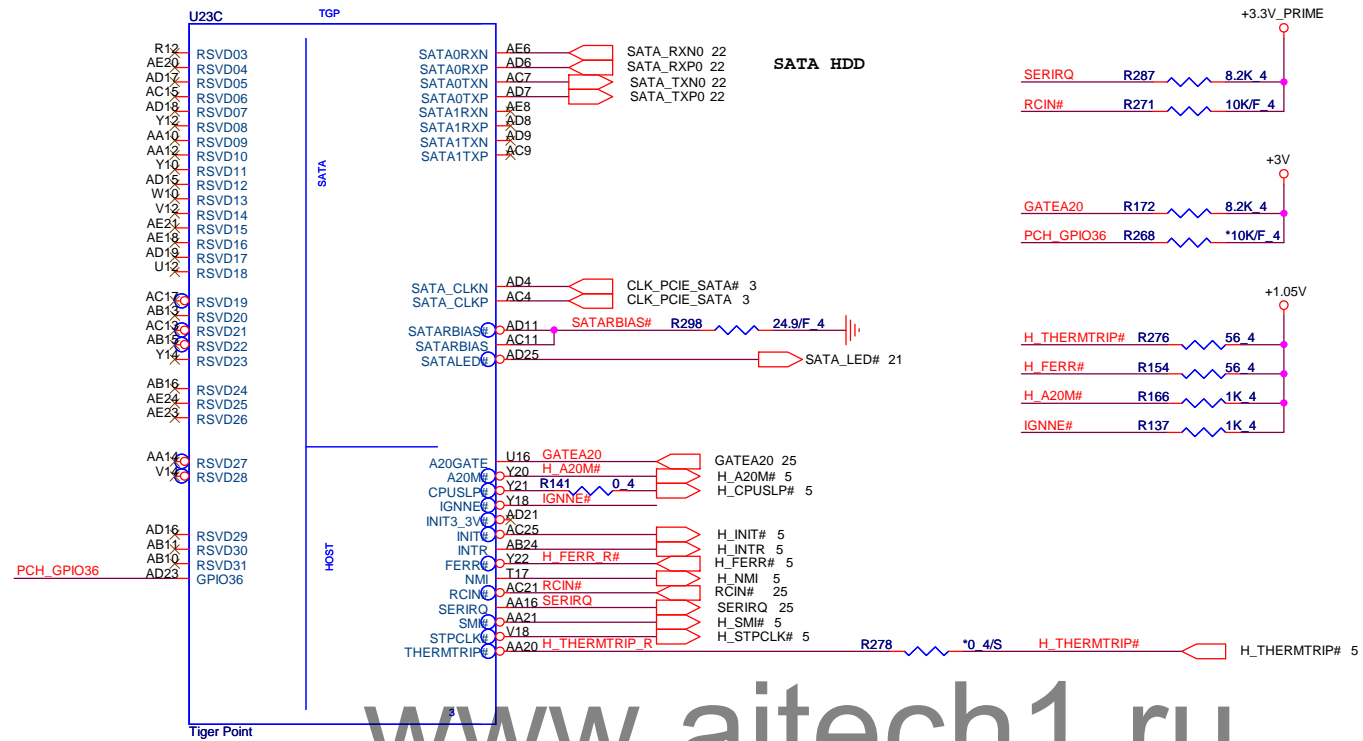 U23C
TGP
R12 RSVD03
AE20 RSVD04
AD17 RSVD05
AC15 RSVD06
AD18 RSVD07
Y12 RSVD08
AA10 RSVD09
AA12 RSVD10
Y10 RSVD11
AD15 RSVD12
W10 RSVD13
V12 RSVD14
AE21 RSVD15
AE18 RSVD16
AD19 RSVD17
U12 RSVD18
AC17 RSVD19
AB13 RSVD20
AC13 RSVD21
AB15 RSVD22
Y14 RSVD23
AB16 RSVD24
AE24 RSVD25
AE23 RSVD26
AA14 RSVD27
V14 RSVD28
AD16 RSVD29
AB11 RSVD30
AB10 RSVD31
PCH_GPIO36 AD23 GPIO36
SATA
HOST
SATA0RXN AE6 SATA_RXN0 22
SATA0RXP AD6 SATA_RXP0 22
SATA0TXN AC7 SATA_TXN0 22
SATA0TXP AD7 SATA_TXP0 22
SATA1RXN AE8
SATA1RXP AD8
SATA1TXN AD9
SATA1TXP AC9
SATA HDD
SATA_CLKN AD4 CLK_PCIE_SATA# 3
SATA_CLKP AC4 CLK_PCIE_SATA 3
SATARBIAS# AD11 SATARBIAS# R298 24.9/F_4
SATARBIAS AC11
SATALED# AD25 SATA_LED# 21
A20GATE U16 GATEA20 GATEA20 25
A20M# Y20 H_A20M# H_A20M# 5
CPUSLP# Y21 R141 0_4 H_CPUSLP# 5
IGNNE# Y18 IGNNE#
INIT3_3V# AD21
INIT# AC25 H_INIT# 5
INTR AB24 H_INTR 5
FERR# Y22 H_FERR_R# H_FERR# 5
NMI T17 H_NMI 5
RCIN# AC21 RCIN# RCIN# 25
SERIRQ AA16 SERIRQ SERIRQ 25
SMI# AA21 H_SMI# 5
STPCLK# V18 H_STPCLK# 5
THERMTRIP# AA20 H_THERMTRIP_R R278 *0_4/S H_THERMTRIP# H_THERMTRIP# 5
3
Tiger Point
+3.3V_PRIME
SERIRQ R287 8.2K_4
RCIN# R271 10K/F_4
+3V
GATEA20 R172 8.2K_4
PCH_GPIO36 R268 *10K/F_4
+1.05V
H_THERMTRIP# R276 56_4
H_FERR# R154 56_4
H_A20M# R166 1K_4
IGNNE# R137 1K_4
www.aitech1.ru